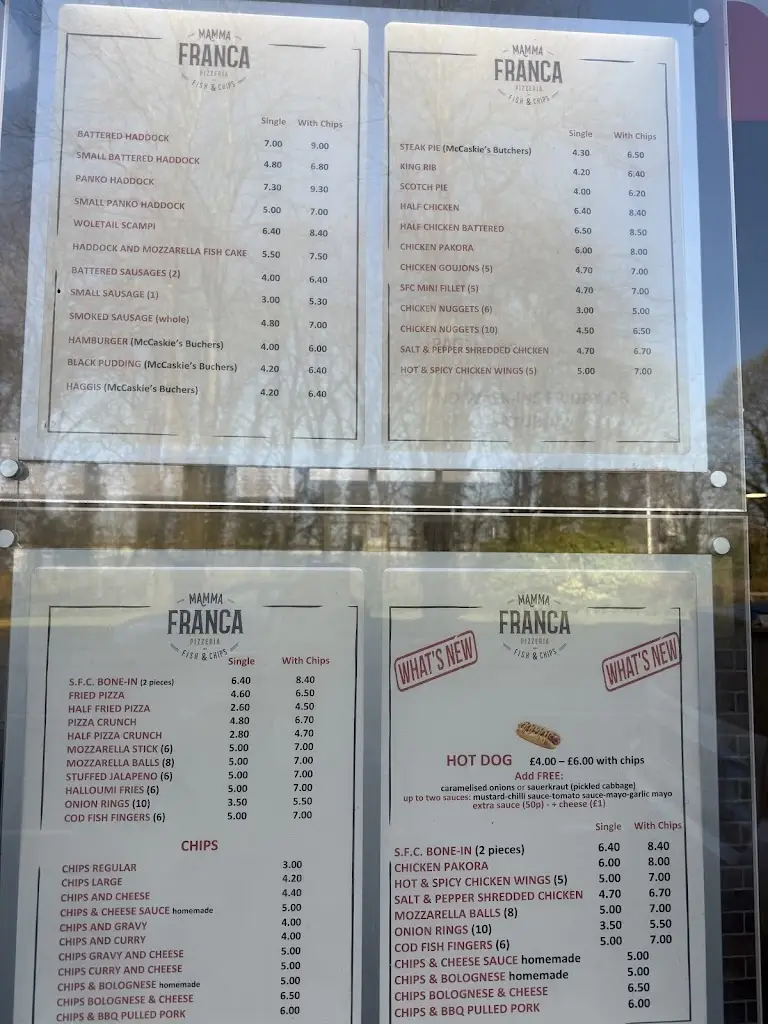 MAMMA
FRANCA
PIZZERIA
FISH & CHIPS
Single With Chips
BATTERED HADDOCK 7.00 9.00
SMALL BATTERED HADDOCK 4.80 6.80
PANKO HADDOCK 7.30 9.30
SMALL PANKO HADDOCK 5.00 7.00
WOLETAIL SCAMPI 6.40 8.40
HADDOCK AND MOZZARELLA FISH CAKE 5.50 7.50
BATTERED SAUSAGES (2) 4.00 6.40
SMALL SAUSAGE (1) 3.00 5.30
SMOKED SAUSAGE (whole) 4.80 7.00
HAMBURGER (McCaskie's Buchers) 4.00 6.00
BLACK PUDDING (McCaskie's Buchers) 4.20 6.40
HAGGIS (McCaskie's Buchers) 4.20 6.40
MAMMA
FRANCA
PIZZERIA
FISH & CHIPS
Single With Chips
STEAK PIE (McCaskie's Butchers) 4.30 6.50
KING RIB 4.20 6.40
SCOTCH PIE 4.00 6.20
HALF CHICKEN 6.40 8.40
HALF CHICKEN BATTERED 6.50 8.50
CHICKEN PAKORA 6.00 8.00
CHICKEN GOUJONS (5) 4.70 7.00
SFC MINI FILLET (5) 4.70 7.00
CHICKEN NUGGETS (6) 3.00 5.00
CHICKEN NUGGETS (10) 4.50 6.50
SALT & PEPPER SHREDDED CHICKEN 4.70 6.70
HOT & SPICY CHICKEN WINGS (5) 5.00 7.00
MAMMA
FRANCA
PIZZERIA
FISH & CHIPS
Single With Chips
S.F.C. BONE-IN (2 pieces) 6.40 8.40
FRIED PIZZA 4.60 6.50
HALF FRIED PIZZA 2.60 4.50
PIZZA CRUNCH 4.80 6.70
HALF PIZZA CRUNCH 2.80 4.70
MOZZARELLA STICK (6) 5.00 7.00
MOZZARELLA BALLS (8) 5.00 7.00
STUFFED JALAPENO (6) 5.00 7.00
HALLOUMI FRIES (6) 5.00 7.00
ONION RINGS (10) 3.50 5.50
COD FISH FINGERS (6) 5.00 7.00
CHIPS
CHIPS REGULAR 3.00
CHIPS LARGE 4.20
CHIPS AND CHEESE 4.40
CHIPS & CHEESE SAUCE homemade 5.00
CHIPS AND GRAVY 4.00
CHIPS AND CURRY 4.00
CHIPS GRAVY AND CHEESE 5.00
CHIPS CURRY AND CHEESE 5.00
CHIPS & BOLOGNESE homemade 5.00
CHIPS BOLOGNESE & CHEESE 6.50
CHIPS & BBQ PULLED PORK 6.00
MAMMA
FRANCA
PIZZERIA
FISH & CHIPS
WHAT'S NEW
WHAT'S NEW
HOT DOG £4.00 – £6.00 with chips
Add FREE:
caramelised onions or sauerkraut (pickled cabbage)
up to two sauces: mustard-chilli sauce-tomato sauce-mayo-garlic mayo
extra sauce (50p) - + cheese (£1)
Single With Chips
S.F.C. BONE-IN (2 pieces) 6.40 8.40
CHICKEN PAKORA 6.00 8.00
HOT & SPICY CHICKEN WINGS (5) 5.00 7.00
SALT & PEPPER SHREDDED CHICKEN 4.70 6.70
MOZZARELLA BALLS (8) 5.00 7.00
ONION RINGS (10) 3.50 5.50
COD FISH FINGERS (6) 5.00 7.00
CHIPS & CHEESE SAUCE homemade 5.00
CHIPS & BOLOGNESE homemade 5.00
CHIPS BOLOGNESE & CHEESE 6.50
CHIPS & BBQ PULLED PORK 6.00